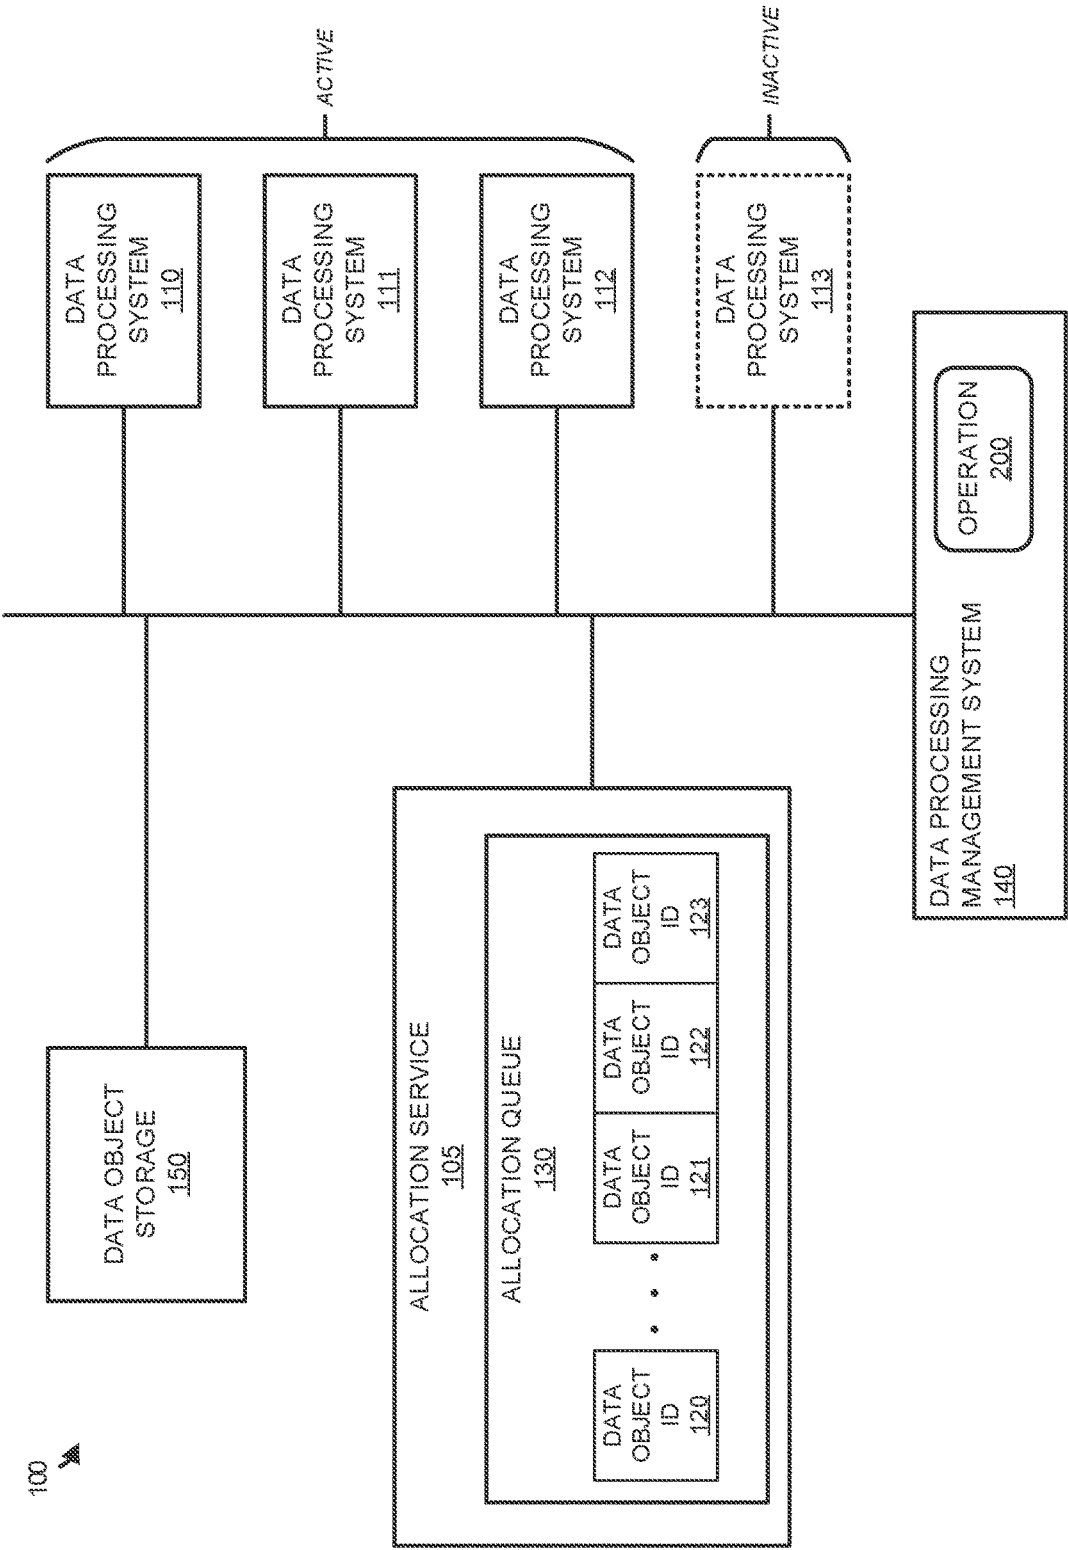 100
DATA OBJECT
STORAGE
150
ALLOCATION SERVICE
105
ALLOCATION QUEUE
130
DATA
OBJECT
ID
120
DATA
OBJECT
ID
121
DATA
OBJECT
ID
122
DATA
OBJECT
ID
123
DATA
PROCESSING
SYSTEM
110
DATA
PROCESSING
SYSTEM
111
DATA
PROCESSING
SYSTEM
112
DATA
PROCESSING
SYSTEM
113
ACTIVE
INACTIVE
DATA PROCESSING
MANAGEMENT SYSTEM
140
OPERATION
200